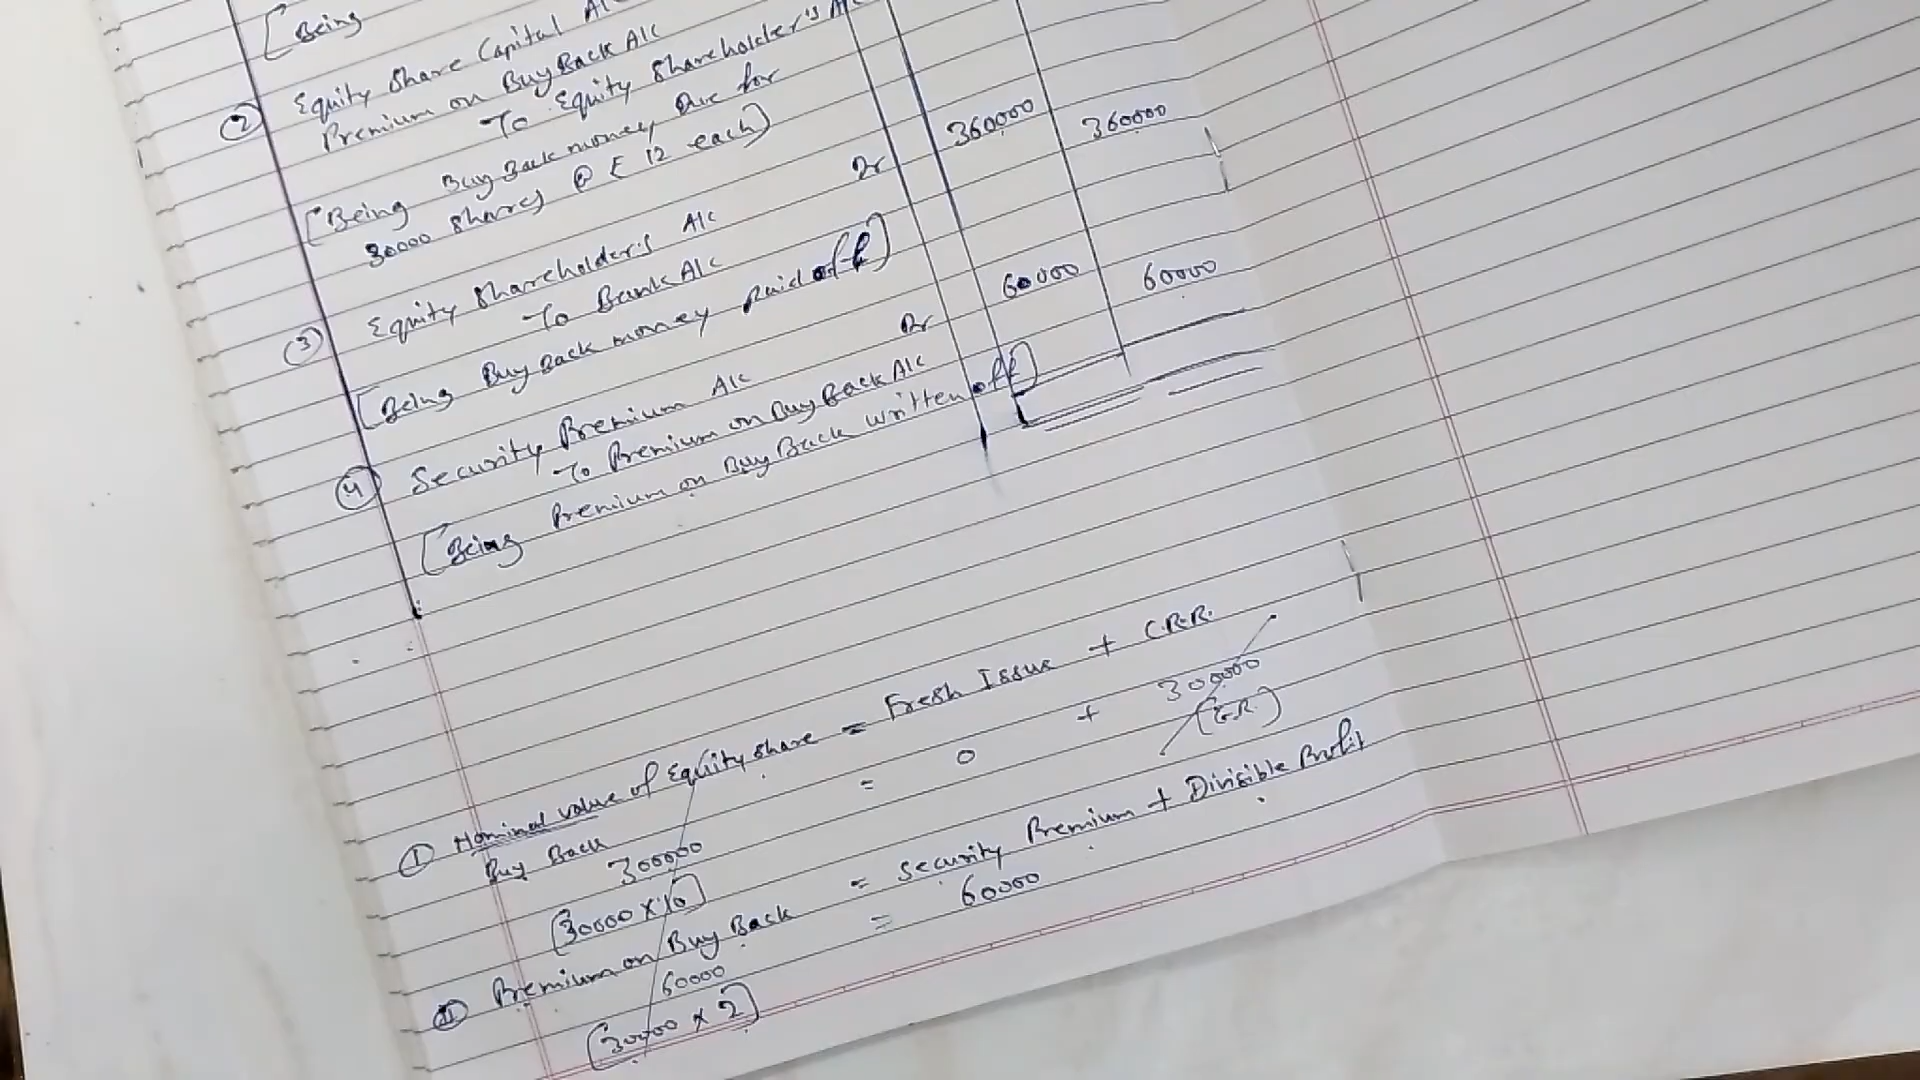 [Being
② Equity Share Capital A/c
Premium on Buy Back A/c
To Equity Shareholder's A/c
[Being Buy Back money Due for
30000 shares @ ₹ 12 each)
③ Equity Shareholder's A/c Dr 360000
To Bank A/c 360000
[Being Buy Back money paid off]
④ Security Premium A/c Dr 60000
To Premium on Buy Back A/c 60000
[Being Premium on Buy Back written off]
① Nominal value of Equity share = Fresh Issue + C.R.R.
Buy Back
300000 = 0 + 300000
(30000 x 10) (G.R.)
② Premium on Buy Back = Security Premium + Divisible Profit
60000 = 60000
(30000 x 2)